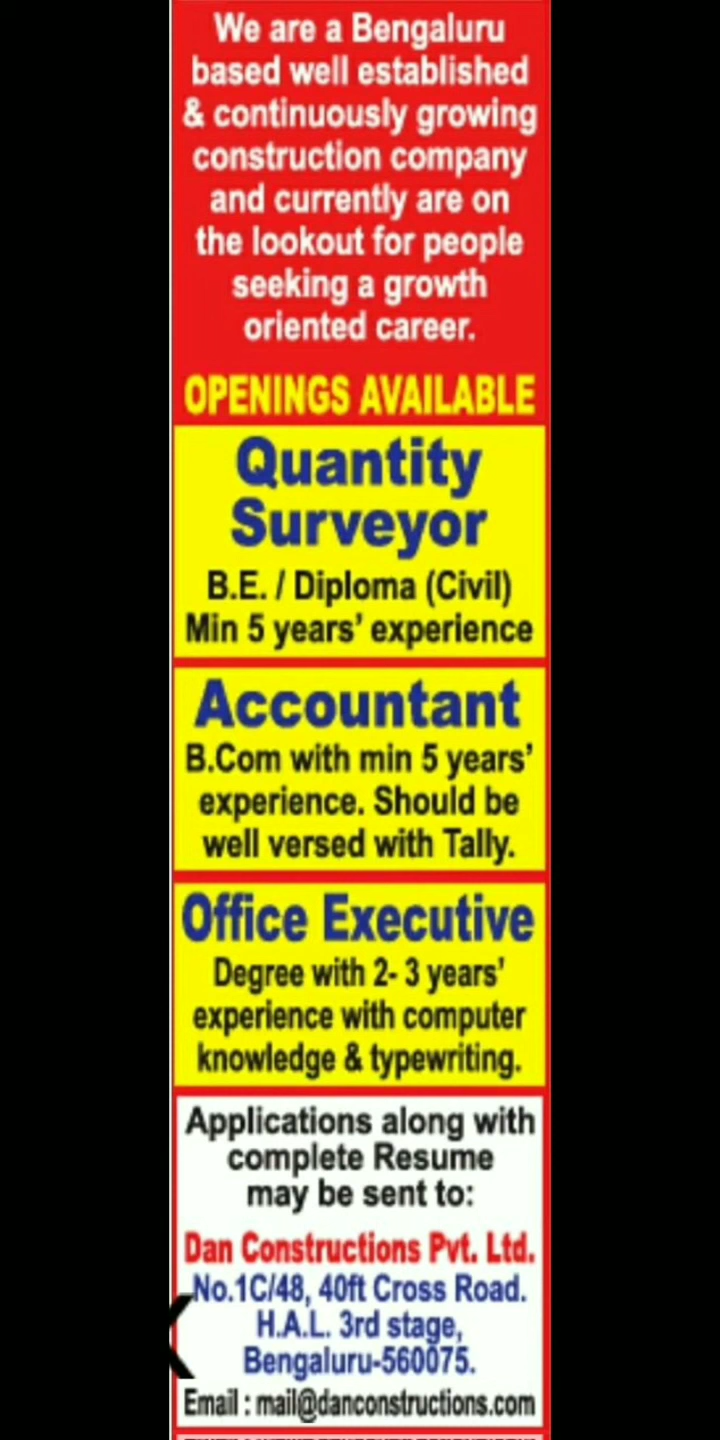 We are a Bengaluru
based well established
& continuously growing
construction company
and currently are on
the lookout for people
seeking a growth
oriented career.
OPENINGS AVAILABLE
Quantity
Surveyor
B.E. / Diploma (Civil)
Min 5 years' experience
Accountant
B.Com with min 5 years'
experience. Should be
well versed with Tally.
Office Executive
Degree with 2- 3 years'
experience with computer
knowledge & typewriting.
Applications along with
complete Resume
may be sent to:
Dan Constructions Pvt. Ltd.
No.1C/48, 40ft Cross Road.
H.A.L. 3rd stage,
Bengaluru-560075.
Email : mail@danconstructions.com